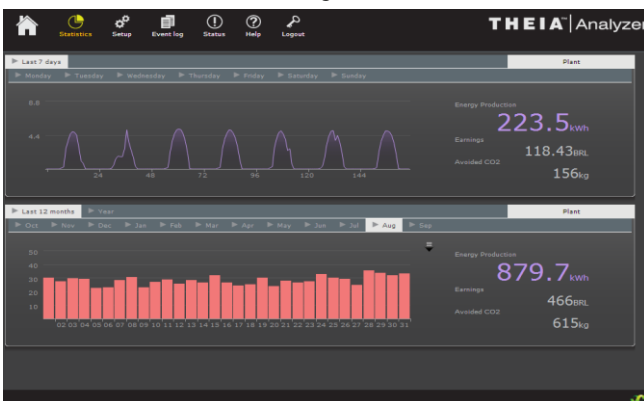 THEIA™ Analyzer
Statistics Setup Event log Status Help Logout
Last 7 days Plant
Monday Tuesday Wednesday Thursday Friday Saturday Sunday
8.8
4.4
24 48 72 96 120 144
Energy Production
223.5kWh
Earnings
118.43BRL
Avoided CO2
156kg
Last 12 months Year Plant
Oct Nov Dec Jan Feb Mar Apr May Jun Jul Aug Sep
50
40
30
20
10
02 03 04 05 06 07 08 09 10 11 12 13 14 15 16 17 18 19 20 21 22 23 24 25 26 27 28 29 30 31
Energy Production
879.7kWh
Earnings
466BRL
Avoided CO2
615kg